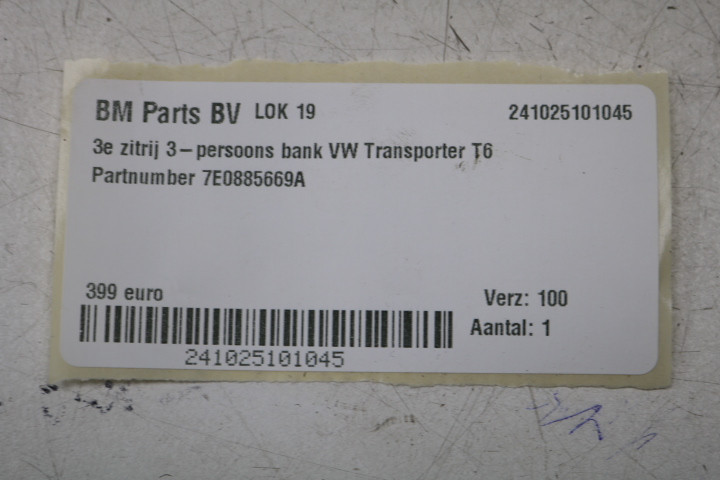 BM Parts BV LOK 19 241025101045
3e zitrij 3-persoons bank VW Transporter T6
Partnumber 7E0885669A
399 euro Verz: 100
Aantal: 1
241025101045